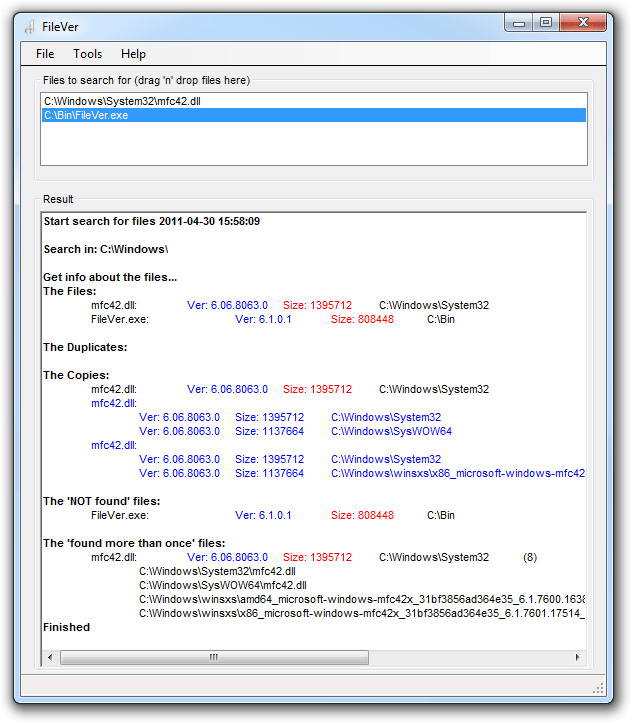 FileVer
File Tools Help
Files to search for (drag 'n' drop files here)
C:\Windows\System32\mfc42.dll
C:\Bin\FileVer.exe
Result
Start search for files 2011-04-30 15:58:09
Search in: C:\Windows\
Get info about the files...
The Files:
mfc42.dll: Ver: 6.06.8063.0 Size: 1395712 C:\Windows\System32
FileVer.exe: Ver: 6.1.0.1 Size: 808448 C:\Bin
The Duplicates:
The Copies:
mfc42.dll: Ver: 6.06.8063.0 Size: 1395712 C:\Windows\System32
mfc42.dll:
Ver: 6.06.8063.0 Size: 1395712 C:\Windows\System32
Ver: 6.06.8063.0 Size: 1137664 C:\Windows\SysWOW64
mfc42.dll:
Ver: 6.06.8063.0 Size: 1395712 C:\Windows\System32
Ver: 6.06.8063.0 Size: 1137664 C:\Windows\winsxs\x86_microsoft-windows-mfc42
The 'NOT found' files:
FileVer.exe: Ver: 6.1.0.1 Size: 808448 C:\Bin
The 'found more than once' files:
mfc42.dll: Ver: 6.06.8063.0 Size: 1395712 C:\Windows\System32 (8)
C:\Windows\System32\mfc42.dll
C:\Windows\SysWOW64\mfc42.dll
C:\Windows\winsxs\amd64_microsoft-windows-mfc42x_31bf3856ad364e35_6.1.7600.1638
C:\Windows\winsxs\x86_microsoft-windows-mfc42x_31bf3856ad364e35_6.1.7601.17514_
Finished